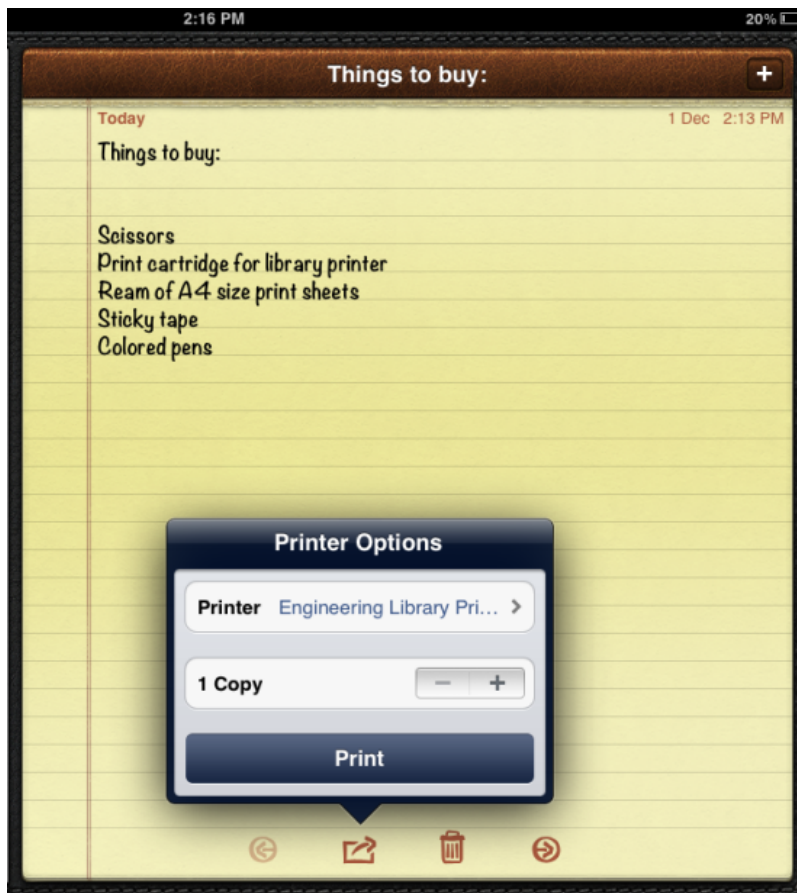 2:16 PM 20%
Things to buy: +
Today 1 Dec 2:13 PM
Things to buy:
Scissors
Print cartridge for library printer
Ream of A4 size print sheets
Sticky tape
Colored pens
Printer Options
Printer Engineering Library Pri... >
1 Copy - +
Print